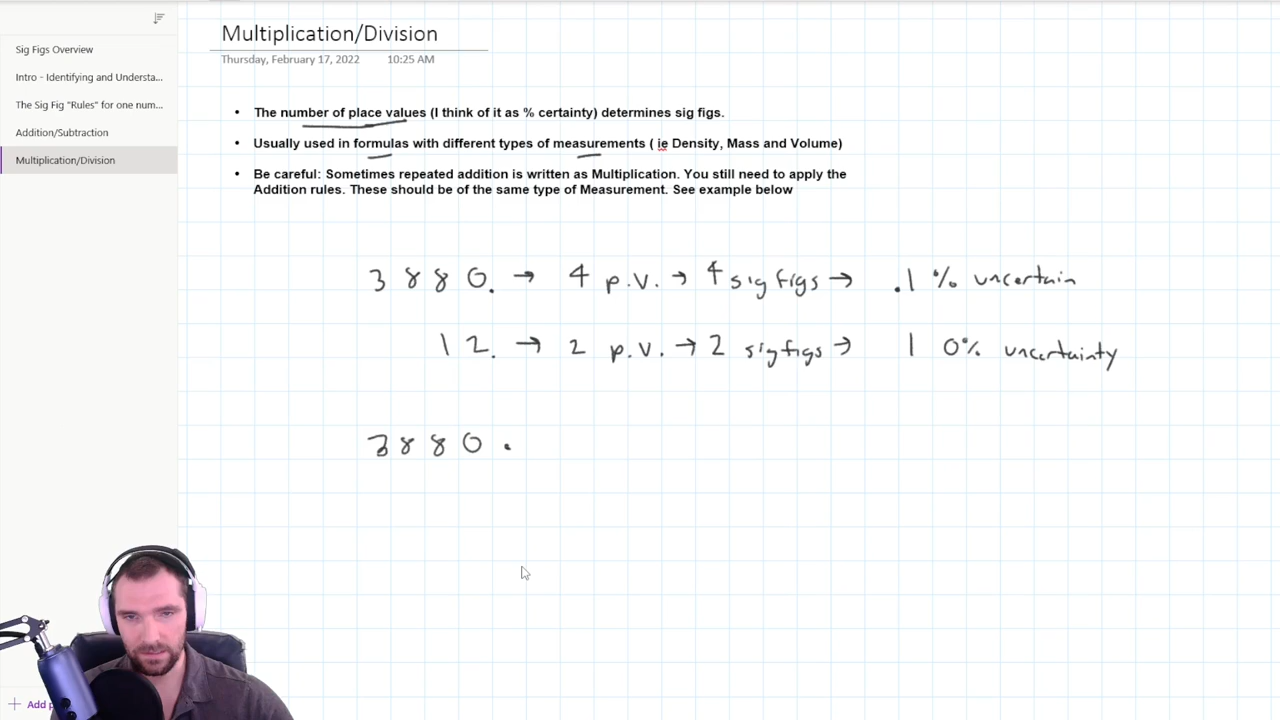 Multiplication/Division
Thursday, February 17, 2022 10:25 AM
Sig Figs Overview
Intro - Identifying and Understa...
The Sig Fig "Rules" for one num...
Addition/Subtraction
Multiplication/Division
• The number of place values (I think of it as % certainty) determines sig figs.
• Usually used in formulas with different types of measurements ( ie Density, Mass and Volume)
• Be careful: Sometimes repeated addition is written as Multiplication. You still need to apply the
Addition rules. These should be of the same type of Measurement. See example below
3880. → 4 p.V. → 4 sig figs → .1% uncertain
12. → 2 p.V. → 2 sigfigs → 10% uncertainty
3880.
Add p